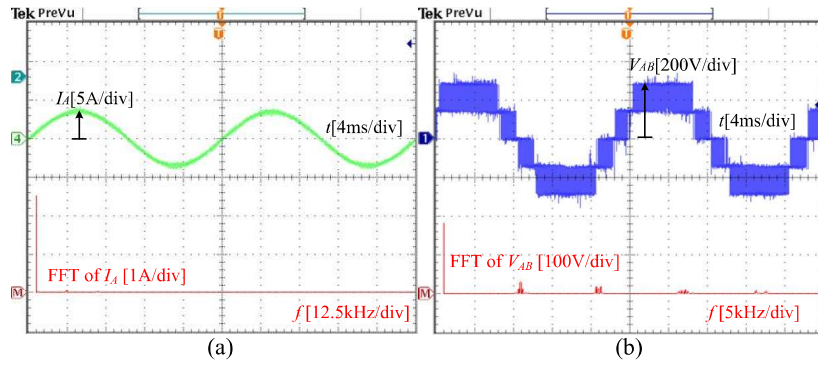 Tek PreVu
T
T
2
I_A[5A/div]
4
t[4ms/div]
FFT of I_A [1A/div]
M
f [12.5kHz/div]
(a)
Tek PreVu
T
T
V_AB[200V/div]
1
t[4ms/div]
FFT of V_AB [100V/div]
M
f[5kHz/div]
(b)